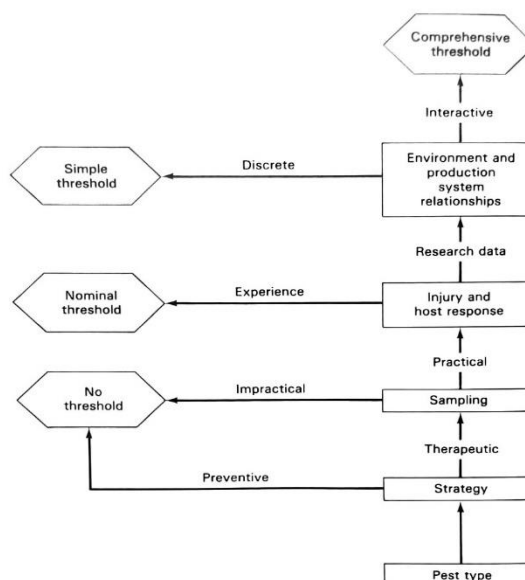 Comprehensive
threshold
Interactive
Simple
threshold
Discrete
Environment and
production
system
relationships
Research data
Nominal
threshold
Experience
Injury and
host response
Practical
No
threshold
Impractical
Sampling
Therapeutic
Preventive
Strategy
Pest type